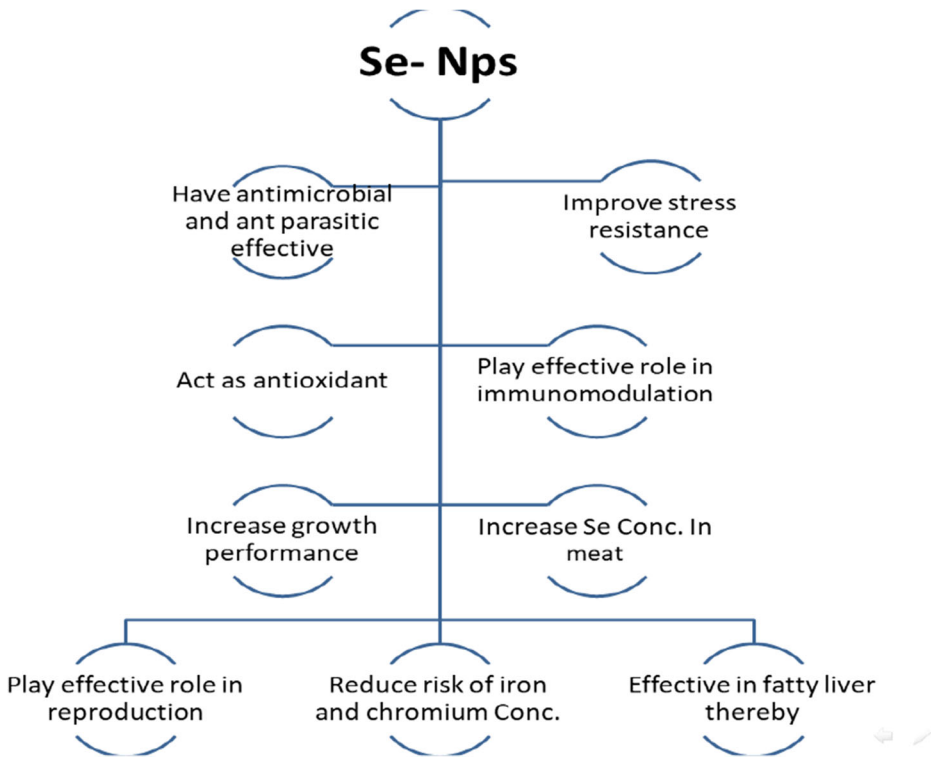 Se- Nps
Have antimicrobial
and ant parasitic
effective
Improve stress
resistance
Act as antioxidant
Play effective role in
immunomodulation
Increase growth
performance
Increase Se Conc. In
meat
Play effective role in
reproduction
Reduce risk of iron
and chromium Conc.
Effective in fatty liver
thereby